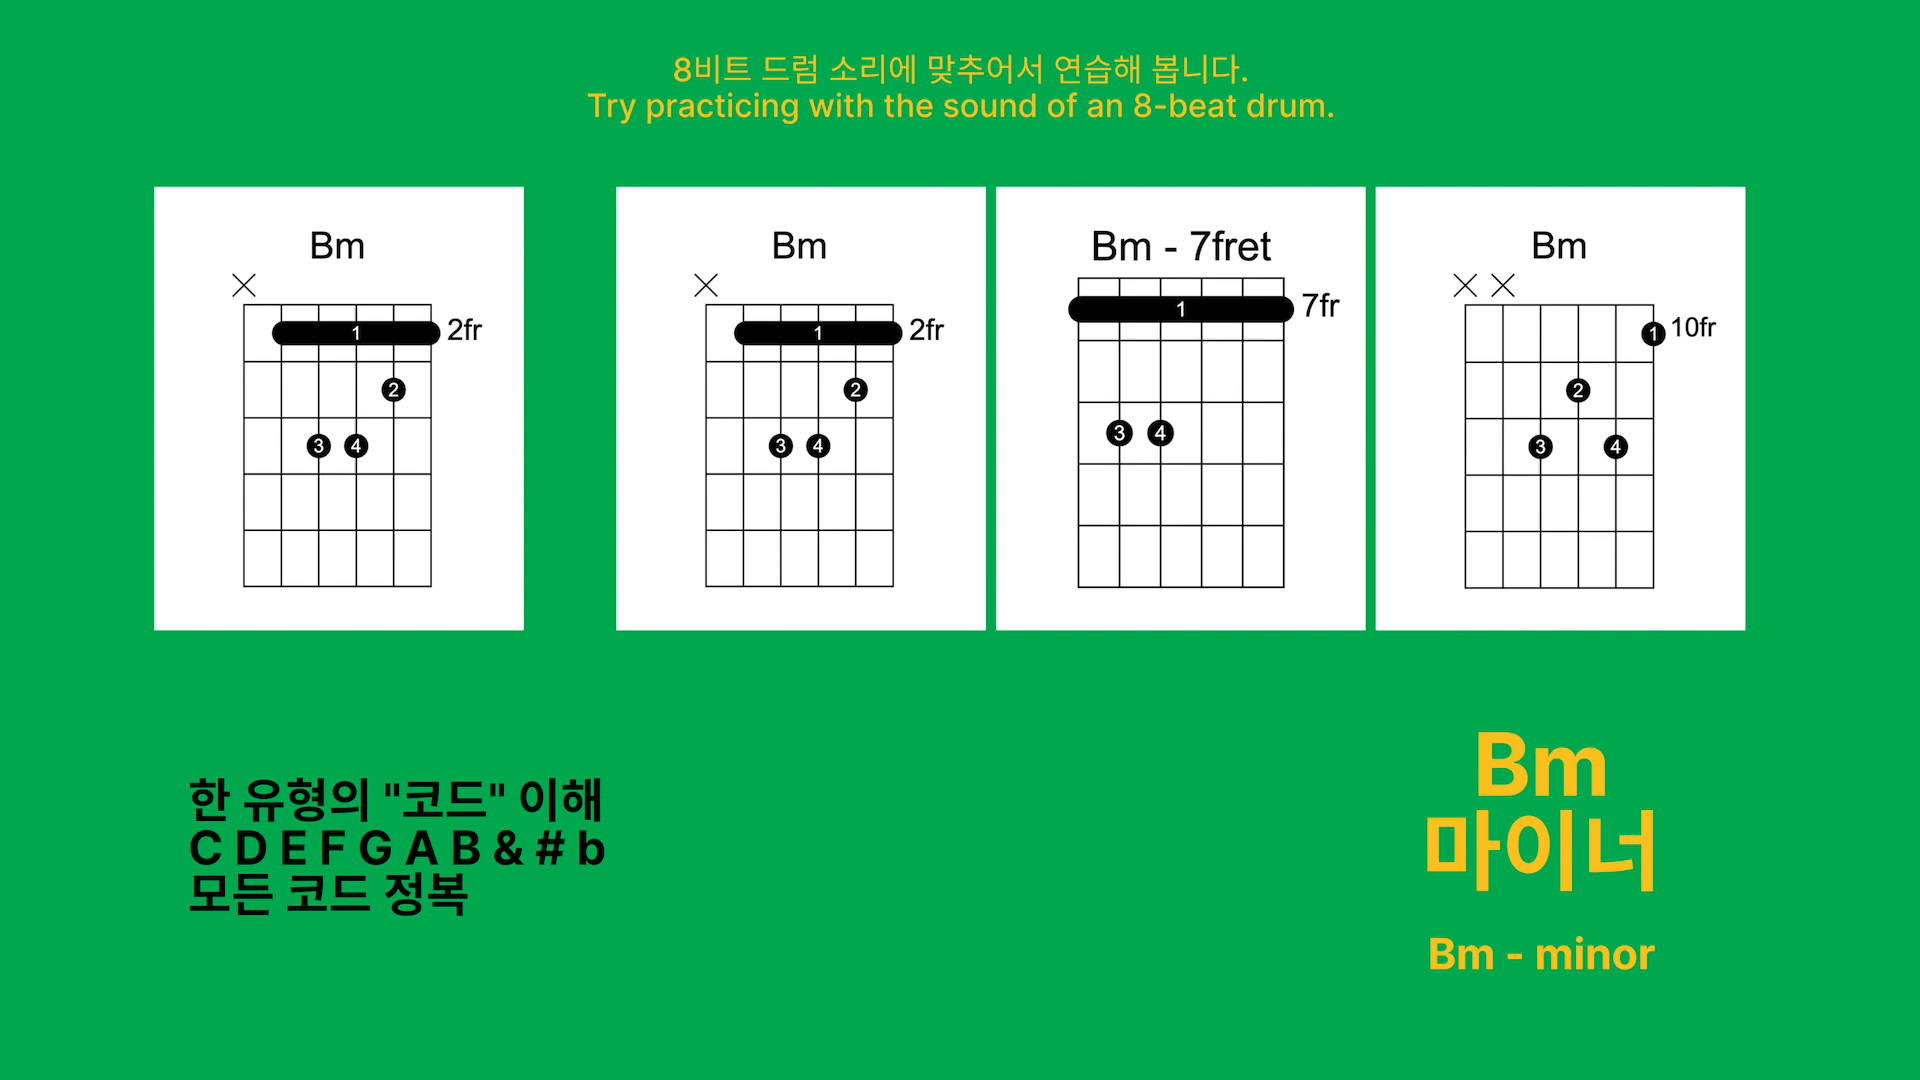 8비트 드럼 소리에 맞추어서 연습해 봅니다.
Try practicing with the sound of an 8-beat drum.
Bm
1
2fr
2
3 4
Bm
1
2fr
2
3 4
Bm - 7fret
1
7fr
3 4
Bm
1
10fr
2
3 4
한 유형의 "코드" 이해
C D E F G A B & # b
모든 코드 정복
Bm
마이너
Bm - minor